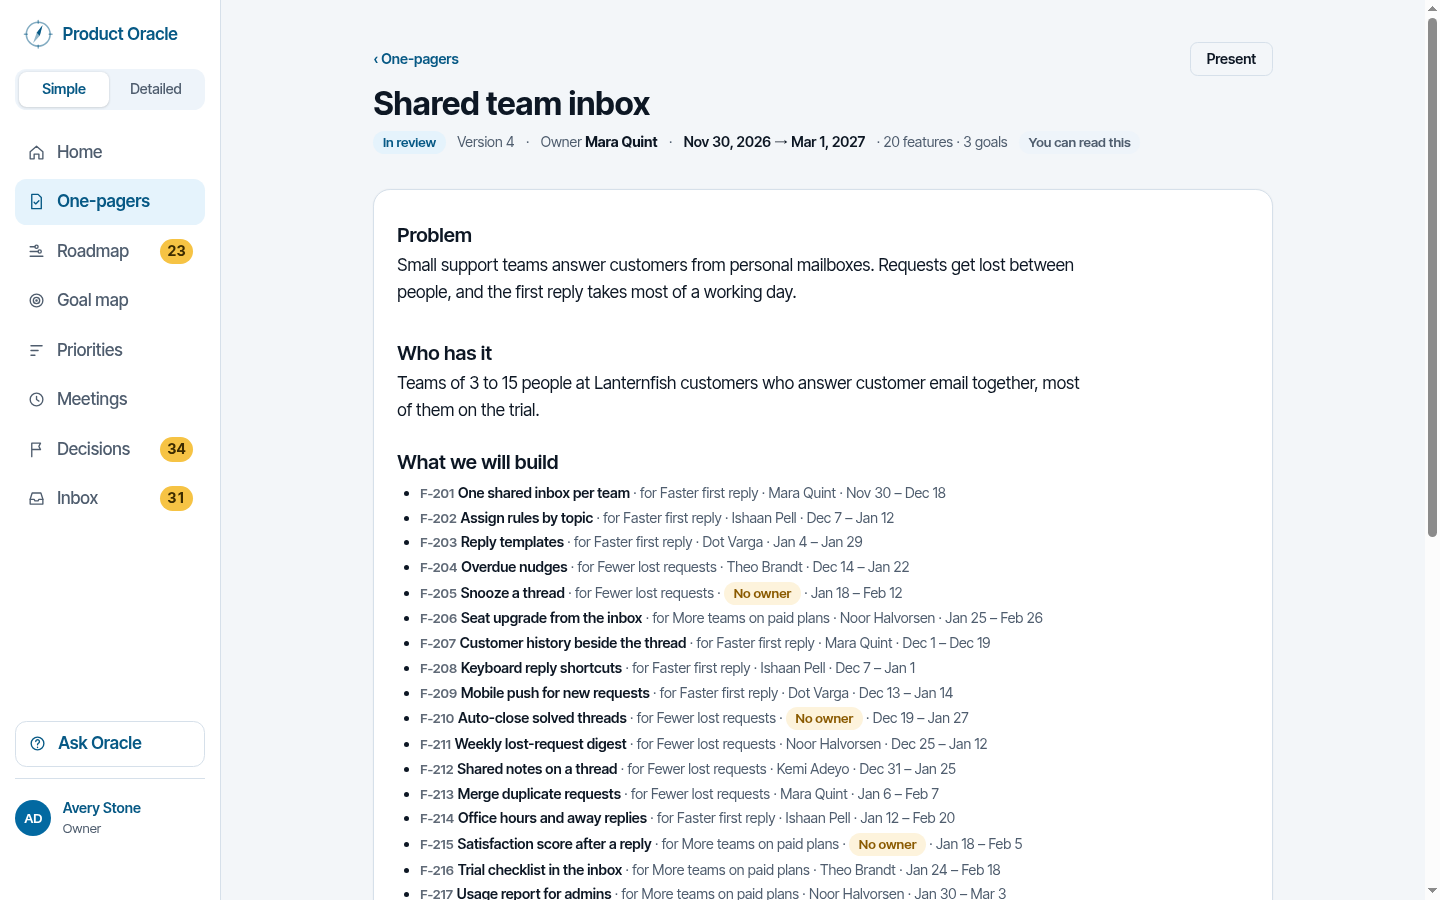 Product Oracle
Simple Detailed
Home
One-pagers
Roadmap 23
Goal map
Priorities
Meetings
Decisions 34
Inbox 31
Ask Oracle
AD Avery Stone
Owner
‹ One-pagers
Present
Shared team inbox
In review Version 4 · Owner Mara Quint · Nov 30, 2026 → Mar 1, 2027 · 20 features · 3 goals You can read this
Problem
Small support teams answer customers from personal mailboxes. Requests get lost between
people, and the first reply takes most of a working day.
Who has it
Teams of 3 to 15 people at Lanternfish customers who answer customer email together, most
of them on the trial.
What we will build
• F-201 One shared inbox per team · for Faster first reply · Mara Quint · Nov 30 – Dec 18
• F-202 Assign rules by topic · for Faster first reply · Ishaan Pell · Dec 7 – Jan 12
• F-203 Reply templates · for Faster first reply · Dot Varga · Jan 4 – Jan 29
• F-204 Overdue nudges · for Fewer lost requests · Theo Brandt · Dec 14 – Jan 22
• F-205 Snooze a thread · for Fewer lost requests · No owner · Jan 18 – Feb 12
• F-206 Seat upgrade from the inbox · for More teams on paid plans · Noor Halvorsen · Jan 25 – Feb 26
• F-207 Customer history beside the thread · for Faster first reply · Mara Quint · Dec 1 – Dec 19
• F-208 Keyboard reply shortcuts · for Faster first reply · Ishaan Pell · Dec 7 – Jan 1
• F-209 Mobile push for new requests · for Faster first reply · Dot Varga · Dec 13 – Jan 14
• F-210 Auto-close solved threads · for Fewer lost requests · No owner · Dec 19 – Jan 27
• F-211 Weekly lost-request digest · for Fewer lost requests · Noor Halvorsen · Dec 25 – Jan 12
• F-212 Shared notes on a thread · for Fewer lost requests · Kemi Adeyo · Dec 31 – Jan 25
• F-213 Merge duplicate requests · for Fewer lost requests · Mara Quint · Jan 6 – Feb 7
• F-214 Office hours and away replies · for Faster first reply · Ishaan Pell · Jan 12 – Feb 20
• F-215 Satisfaction score after a reply · for More teams on paid plans · No owner · Jan 18 – Feb 5
• F-216 Trial checklist in the inbox · for More teams on paid plans · Theo Brandt · Jan 24 – Feb 18
• F-217 Usage report for admins · for More teams on paid plans · Noor Halvorsen · Jan 30 – Mar 3